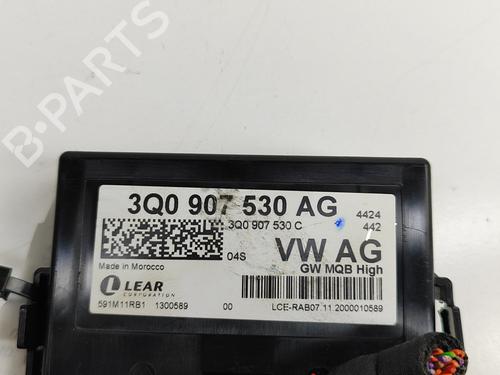 B-PARTS
3Q0 907 530 AG
4424
3Q0 907 530 C
442
04S
VW AG
GW MQB High
Made in Morocco
LEAR
CORPORATION
591M11RB1 1300589 00 LCE-RAB07.11.2000010589